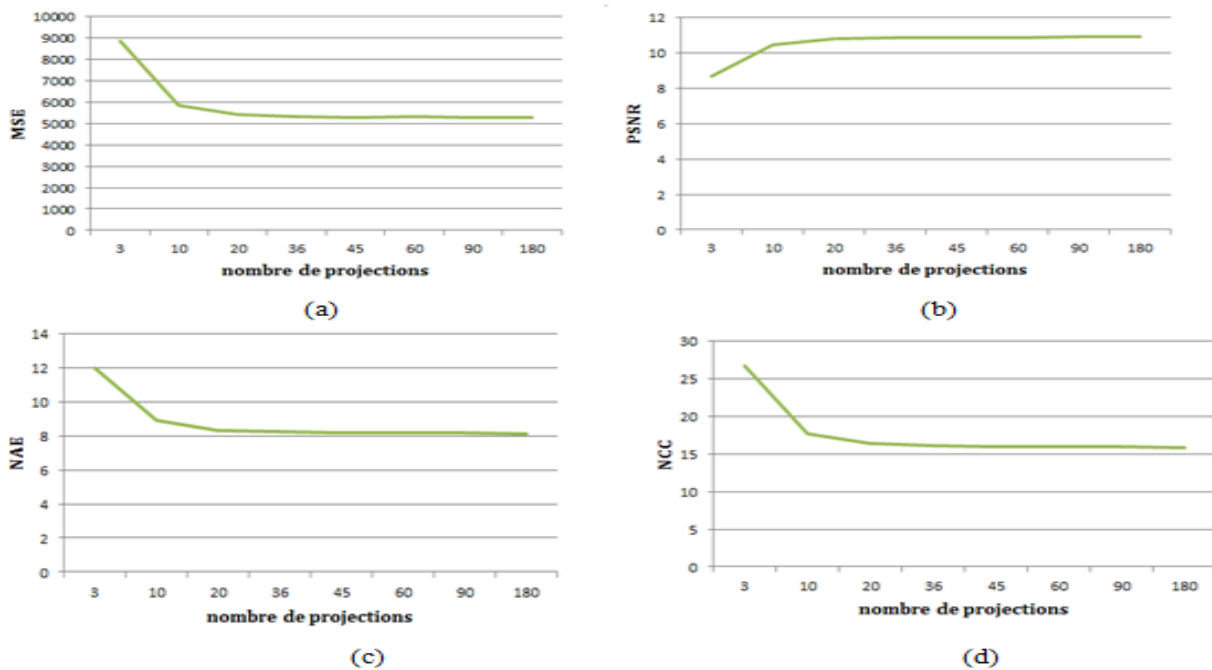 10000
9000
8000
7000
6000
5000
4000
3000
2000
1000
0
MSE
3 10 20 36 45 60 90 180
nombre de projections
(a)
12
10
8
6
4
2
0
PSNR
3 10 20 36 45 60 90 180
nombre de projections
(b)
14
12
10
8
6
4
2
0
NAE
3 10 20 36 45 60 90 180
nombre de projections
(c)
30
25
20
15
10
5
0
NCC
3 10 20 36 45 60 90 180
nombre de projections
(d)